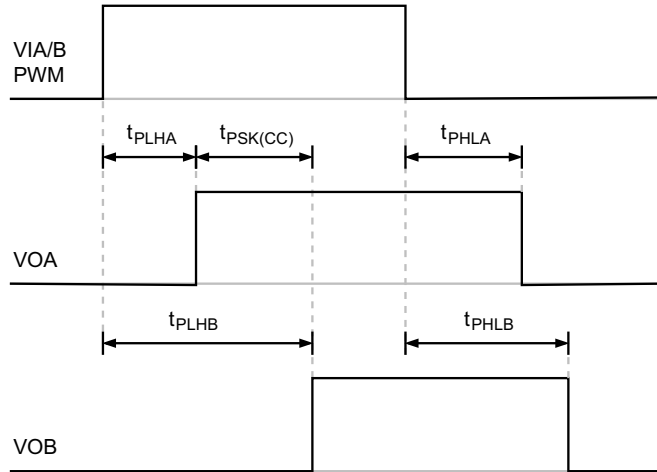 VIA/B
PWM
tPLHA
tPSK(CC)
tPHLA
VOA
tPLHB
tPHLB
VOB